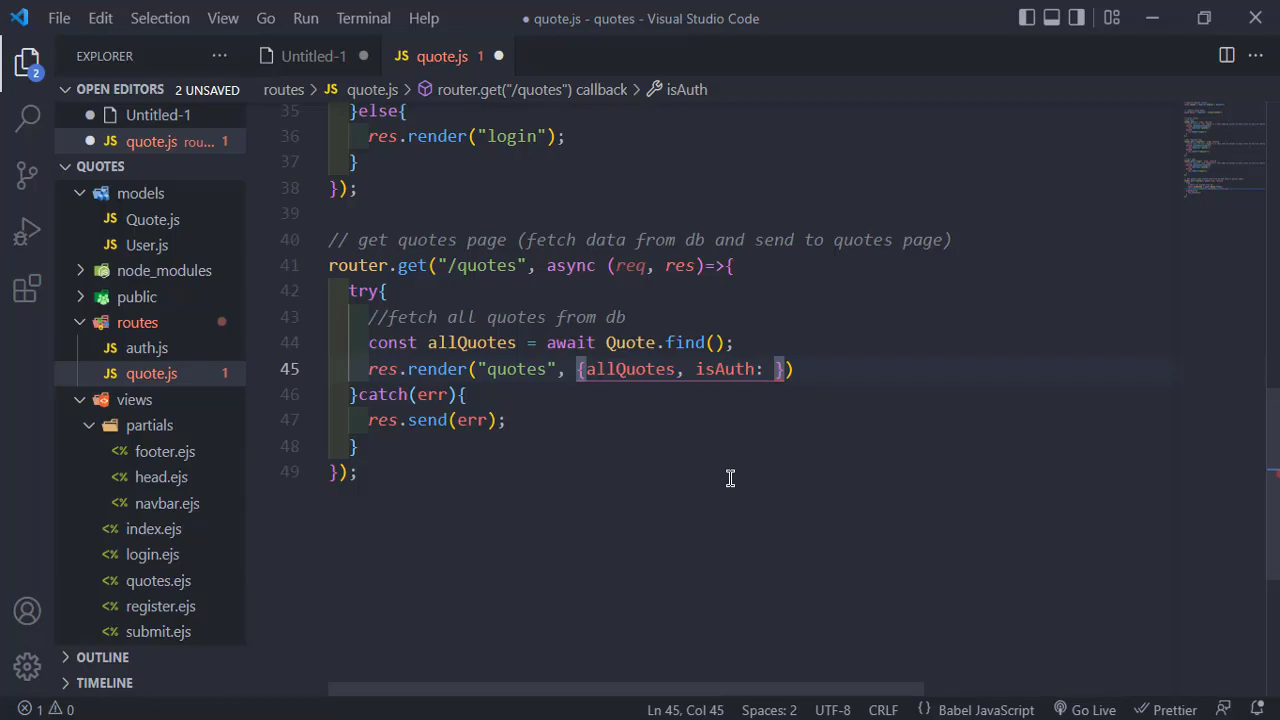 File Edit Selection View Go Run Terminal Help
● quote.js - quotes - Visual Studio Code
EXPLORER
Untitled-1
JS quote.js 1
OPEN EDITORS 2 UNSAVED
Untitled-1
JS quote.js rou... 1
QUOTES
models
JS Quote.js
JS User.js
node_modules
public
routes
JS auth.js
JS quote.js 1
views
partials
<% footer.ejs
<% head.ejs
<% navbar.ejs
<% index.ejs
<% login.ejs
<% quotes.ejs
<% register.ejs
<% submit.ejs
OUTLINE
TIMELINE
2
routes > JS quote.js > router.get("/quotes") callback > isAuth
35 }else{
36 res.render("login");
37 }
38 });
39
40 // get quotes page (fetch data from db and send to quotes page)
41 router.get("/quotes", async (req, res)=>{
42 try{
43 //fetch all quotes from db
44 const allQuotes = await Quote.find();
45 res.render("quotes", {allQuotes, isAuth: })
46 }catch(err){
47 res.send(err);
48 }
49 });
1 0
Ln 45, Col 45 Spaces: 2 UTF-8 CRLF {} Babel JavaScript Go Live Prettier